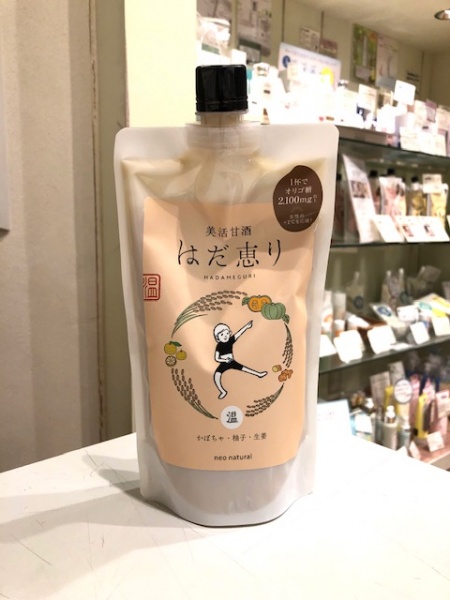 1杯で
オリゴ糖
2,100mg
美活甘酒
はだ恵り
HADAMEGURI
温
温
かぼちゃ・柚子・生姜
neo natural